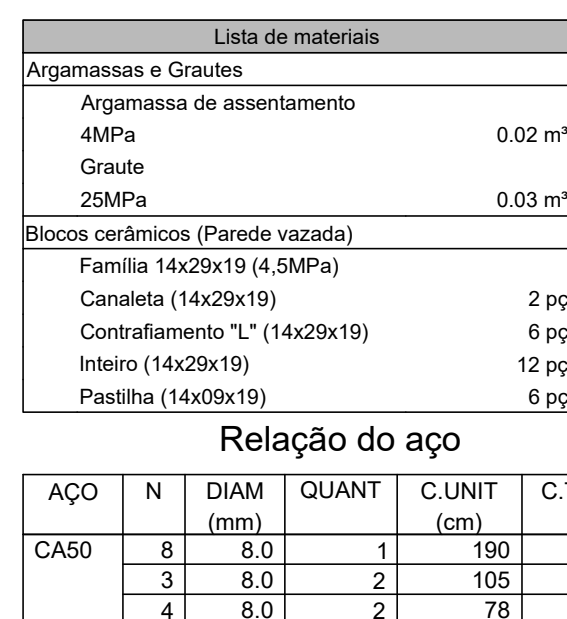 Lista de materiais
Argamassas e Grautes
Argamassa de assentamento
4MPa 0.02 m³
Graute
25MPa 0.03 m³
Blocos cerâmicos (Parede vazada)
Família 14x29x19 (4,5MPa)
Canaleta (14x29x19) 2 pç
Contrafiamento "L" (14x29x19) 6 pç
Inteiro (14x29x19) 12 pç
Pastilha (14x09x19) 6 pç
Relação do aço
AÇO N DIAM QUANT C.UNIT
(mm) (cm)
CA50 8 8.0 1 190
3 8.0 2 105
4 8.0 2 78